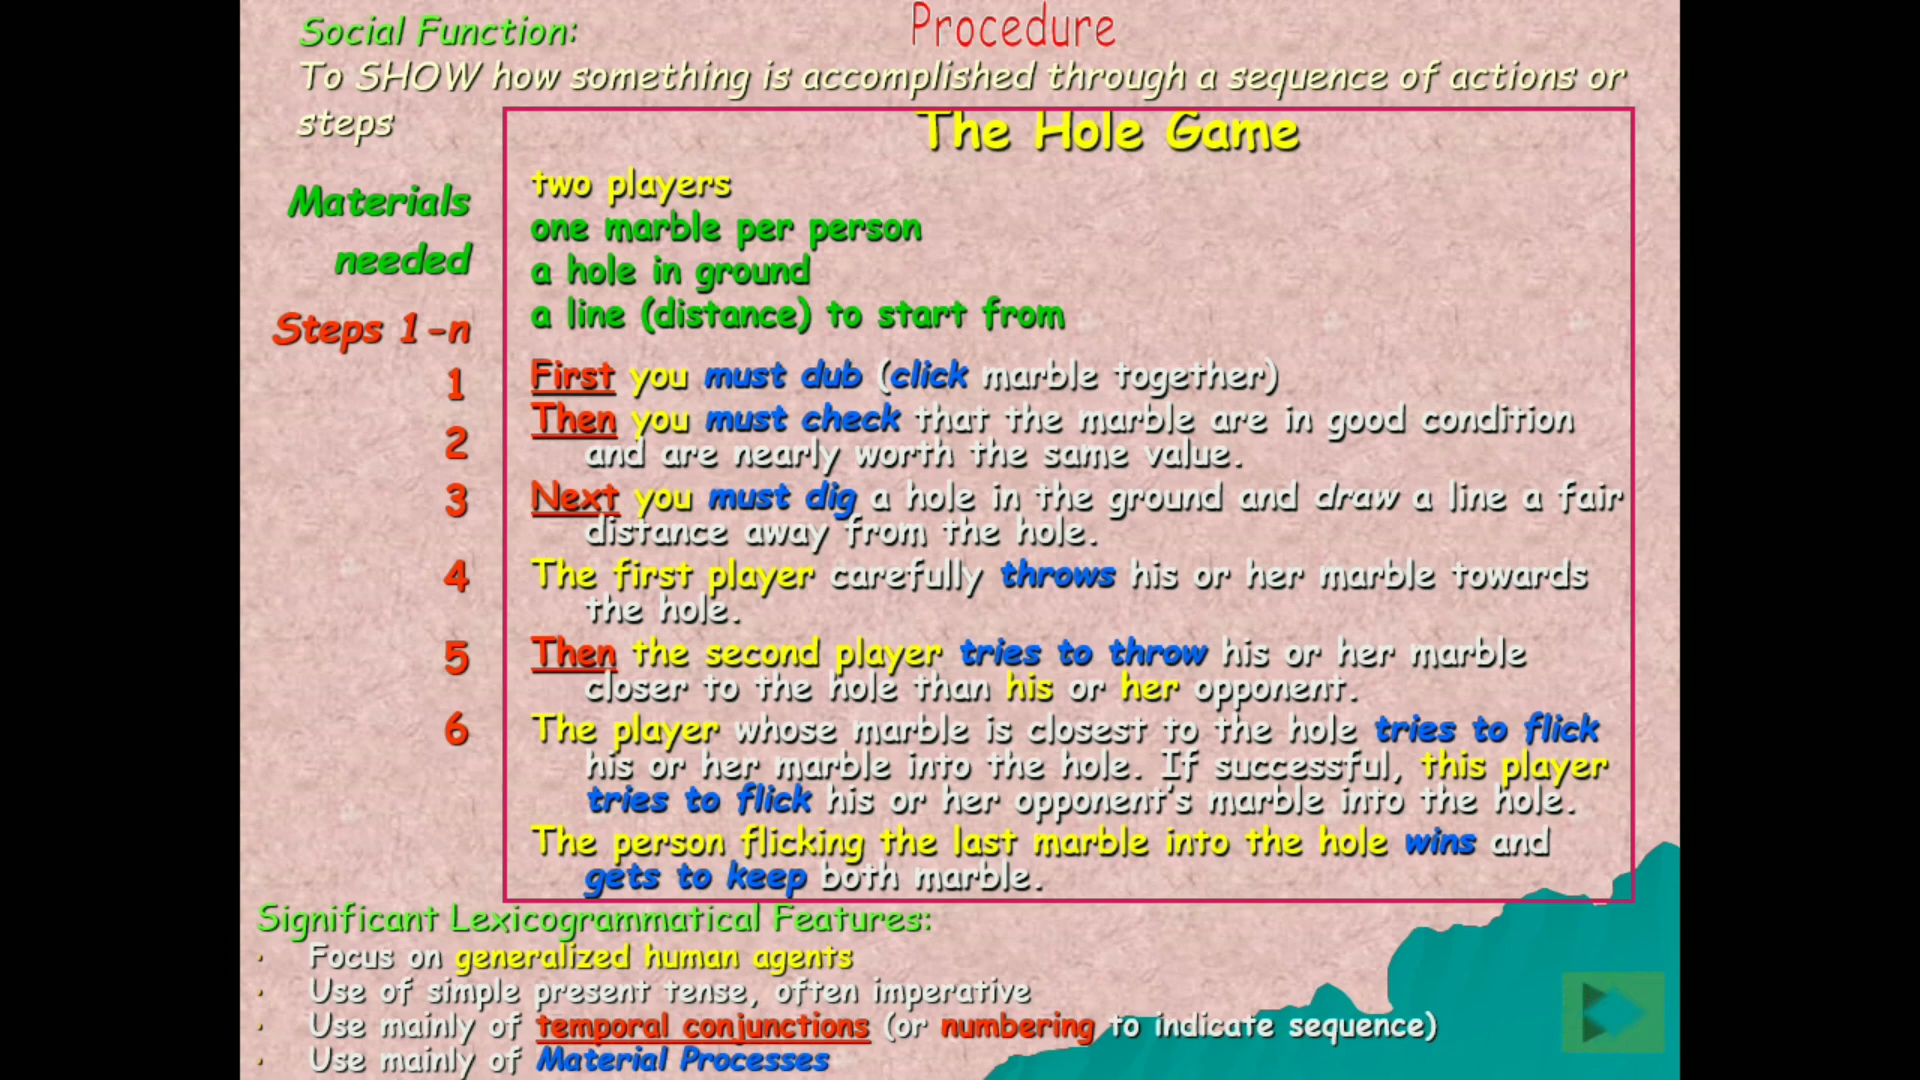 Procedure
Social Function:
To SHOW how something is accomplished through a sequence of actions or
steps
The Hole Game
Materials
needed
two players
one marble per person
a hole in ground
a line (distance) to start from
Steps 1-n
1 First you must dub (click marble together)
2 Then you must check that the marble are in good condition
and are nearly worth the same value.
3 Next you must dig a hole in the ground and draw a line a fair
distance away from the hole.
4 The first player carefully throws his or her marble towards
the hole.
5 Then the second player tries to throw his or her marble
closer to the hole than his or her opponent.
6 The player whose marble is closest to the hole tries to flick
his or her marble into the hole. If successful, this player
tries to flick his or her opponent's marble into the hole.
The person flicking the last marble into the hole wins and
gets to keep both marble.
Significant Lexicogrammatical Features:
· Focus on generalized human agents
· Use of simple present tense, often imperative
· Use mainly of temporal conjunctions (or numbering to indicate sequence)
· Use mainly of Material Processes